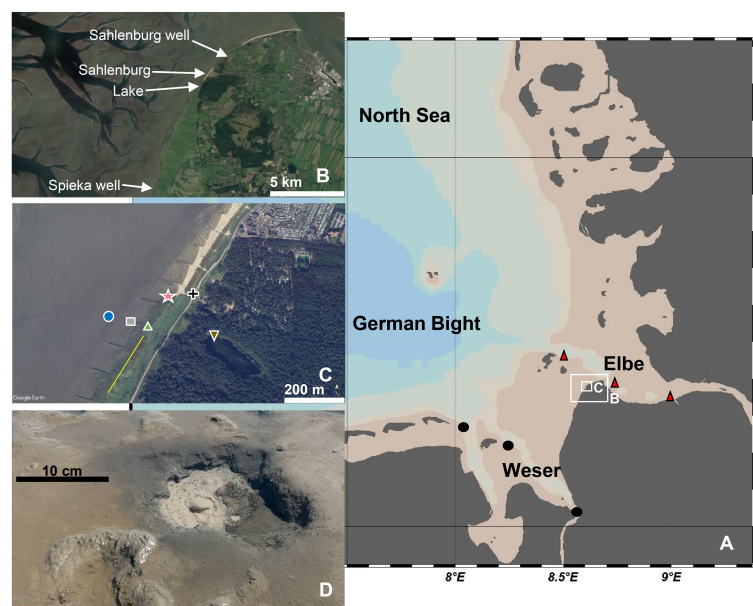 Sahlenburg well
Sahlenburg
Lake
Spieka well
5 km
B
North Sea
German Bight
Elbe
C
B
Weser
A
8°E
8.5°E
9°E
Google Earth
200 m
C
10 cm
D